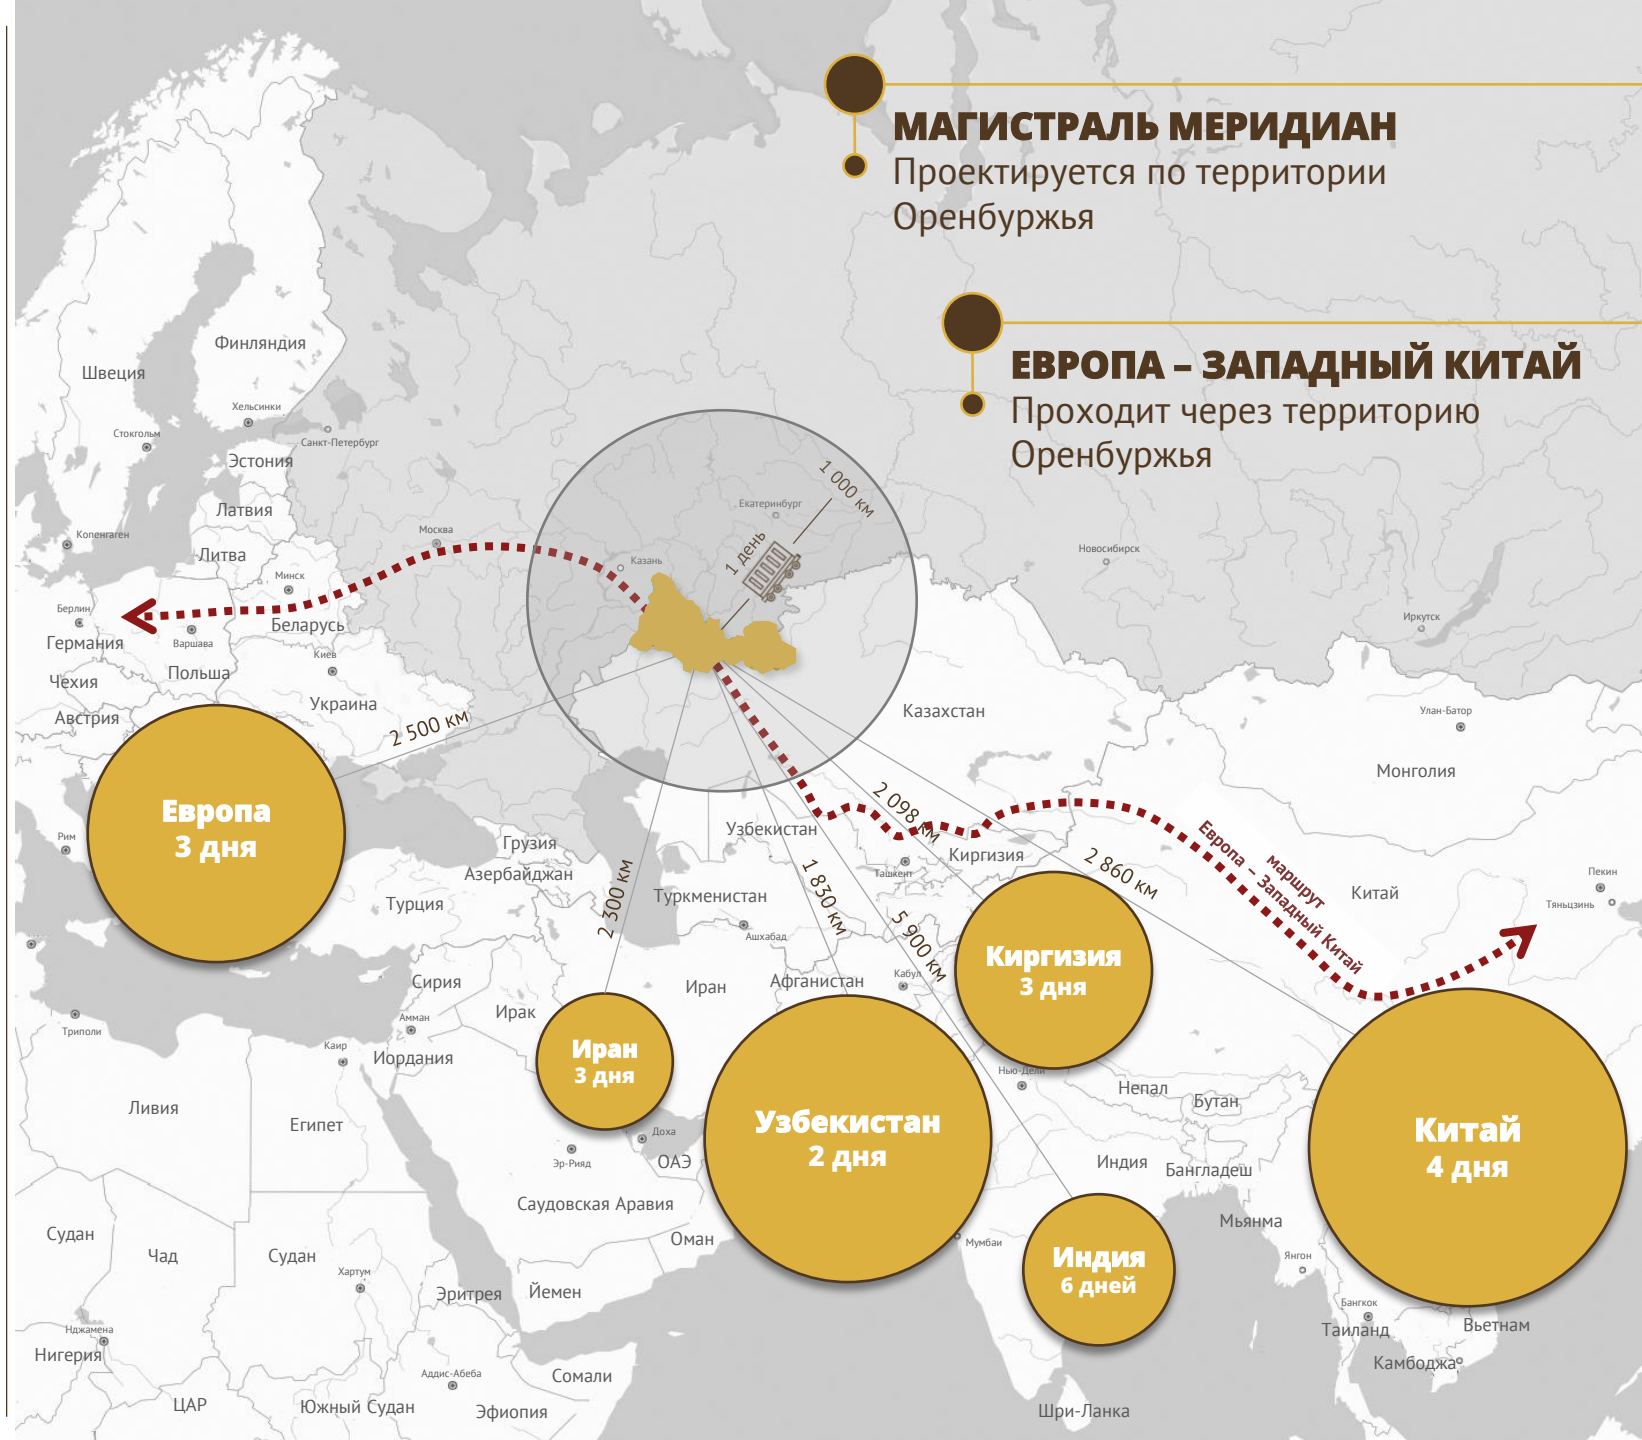 МАГИСТРАЛЬ МЕРИДИАН
Проектируется по территории
Оренбуржья
ЕВРОПА – ЗАПАДНЫЙ КИТАЙ
Проходит через территорию
Оренбуржья
Финляндия
Швеция
Хельсинки
Стокгольм
Санкт-Петербург
Эстония
Латвия
Копенгаген
Литва
Москва
Минск
Берлин
Беларусь
Германия
Варшава
Киев
Чехия
Польша
Украина
Австрия
1 000 км
Екатеринбург
1 день
Казань
Новосибирск
Иркутск
Казахстан
Улан-Батор
Монголия
2 500 км
Европа
3 дня
Рим
Грузия
Азербайджан
Турция
Узбекистан
2 098 км
Киргизия
Ташкент
2 860 км
маршрут
Европа – Западный Китай
Китай
Пекин
Тяньцзинь
2 300 км
Туркменистан
Ашхабад
1 830 км
5 900 км
Киргизия
3 дня
Сирия
Ирак
Иран
Афганистан
Кабул
Триполи
Амман
Каир
Иордания
Иран
3 дня
Нью-Дели
Непал
Бутан
Ливия
Египет
Доха
Эр-Рияд
ОАЭ
Узбекистан
2 дня
Китай
4 дня
Индия
Бангладеш
Саудовская Аравия
Мьянма
Судан
Чад
Судан
Оман
Мумбаи
Индия
6 дней
Янгон
Хартум
Эритрея
Йемен
Бангкок
Таиланд
Вьетнам
Нджамена
Нигерия
Камбоджа
Аддис-Абеба
Сомали
ЦАР
Южный Судан
Эфиопия
Шри-Ланка